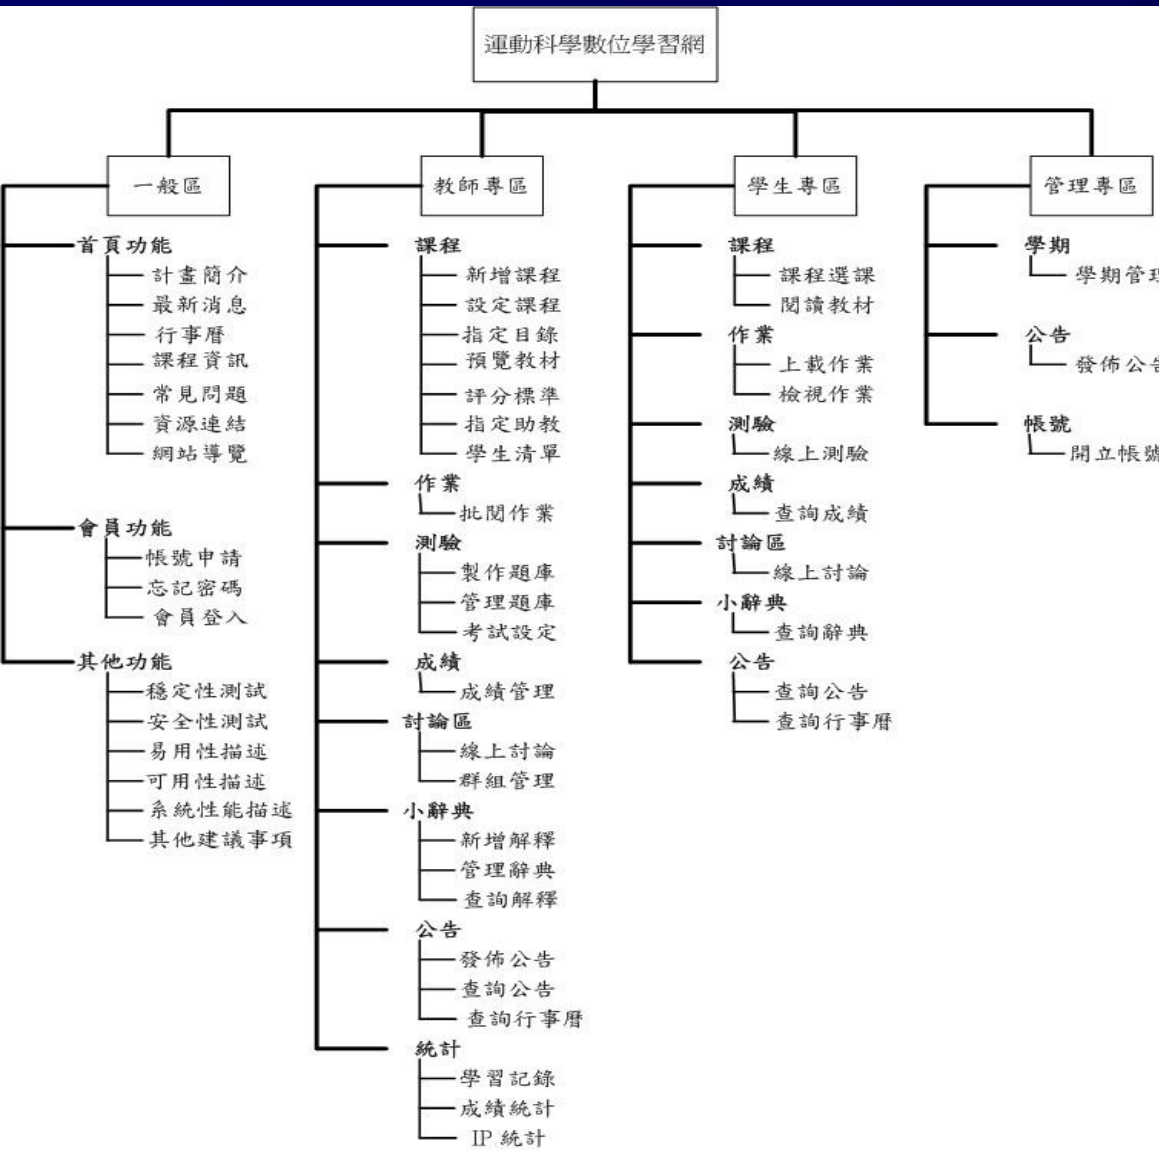 運動科學數位學習網
一般區
首頁功能
計畫簡介
最新消息
行事曆
課程資訊
常見問題
資源連結
網站導覽
會員功能
帳號申請
忘記密碼
會員登入
其他功能
穩定性測試
安全性測試
易用性描述
可用性描述
系統性能描述
其他建議事項
教師專區
課程
新增課程
設定課程
指定目錄
預覽教材
評分標準
指定助教
學生清單
作業
批閱作業
測驗
製作題庫
管理題庫
考試設定
成績
成績管理
討論區
線上討論
群組管理
小辭典
新增解釋
管理辭典
查詢解釋
公告
發佈公告
查詢公告
查詢行事曆
統計
學習記錄
成績統計
IP 統計
學生專區
課程
課程選課
閱讀教材
作業
上載作業
檢視作業
測驗
線上測驗
成績
查詢成績
討論區
線上討論
小辭典
查詢辭典
公告
查詢公告
查詢行事曆
管理專區
學期
學期管理
公告
發佈公告
帳號
開立帳號